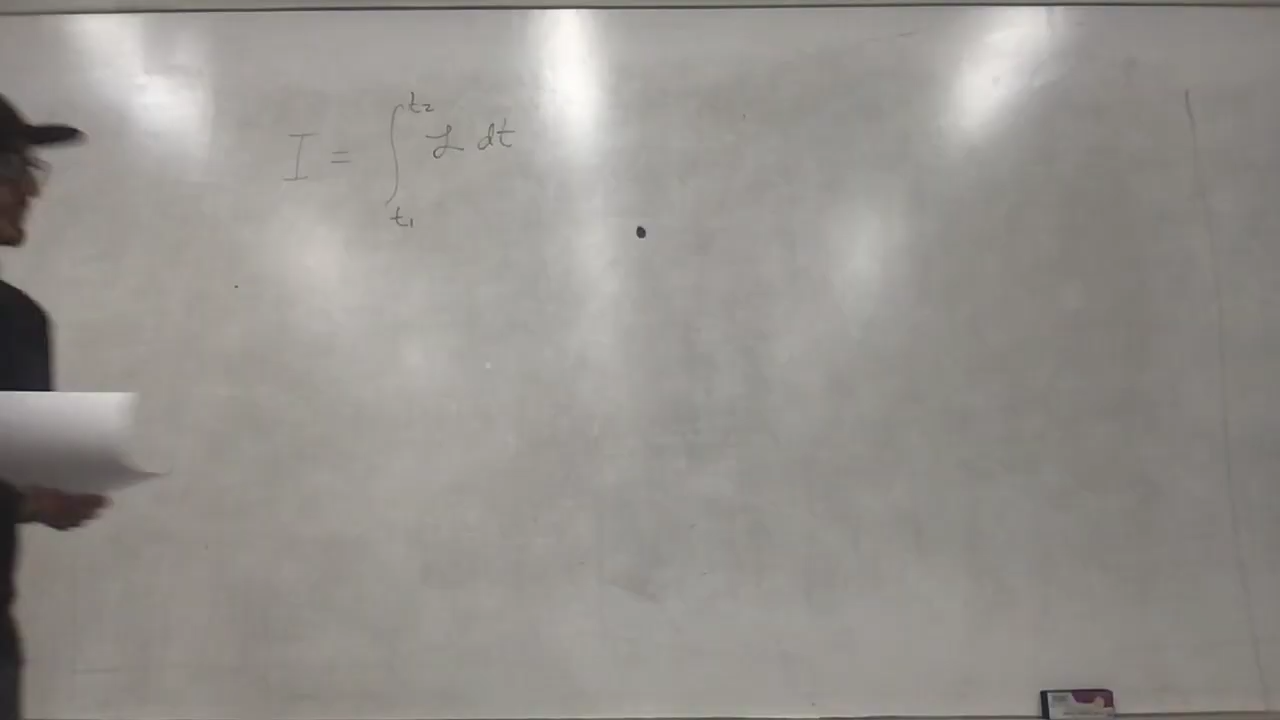 I = ∫_{t₁}^{t₂} ℒ dt